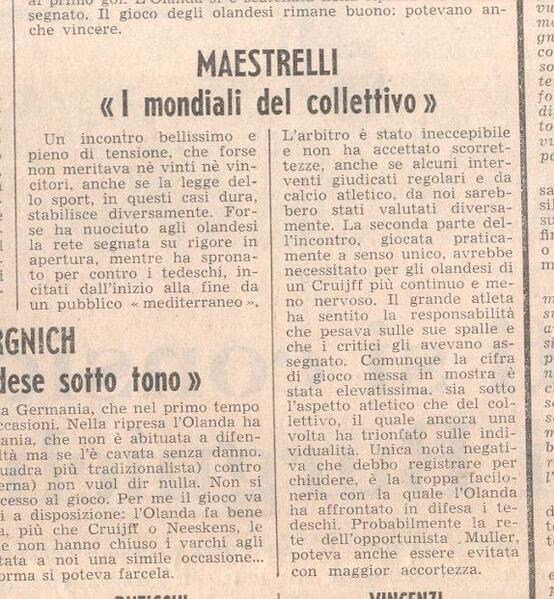 segnato. Il gioco degli olandesi rimane buono: potevano an-
che vincere.
MAESTRELLI
« I mondiali del collettivo »
Un incontro bellissimo e
pieno di tensione, che forse
non meritava nè vinti nè vin-
citori, anche se la legge del-
lo sport, in questi casi dura,
stabilisce diversamente. For-
se ha nuociuto agli olandesi
la rete segnata su rigore in
apertura, mentre ha sprona-
to per contro i tedeschi, in-
citati dall'inizio alla fine da
un pubblico « mediterraneo ».
L'arbitro è stato ineccepibile
e non ha accettato scorret-
tezze, anche se alcuni inter-
venti giudicati regolari e da
calcio atletico, da noi sareb-
bero stati valutati diversa-
mente. La seconda parte del-
l'incontro, giocata pratica-
mente a senso unico, avrebbe
necessitato per gli olandesi di
un Cruijff più continuo e me-
no nervoso. Il grande atleta
ha sentito la responsabilità
che pesava sulle sue spalle e
che i critici gli avevano as-
segnato. Comunque la cifra
di gioco messa in mostra è
stata elevatissima, sia sotto
l'aspetto atletico che del col-
lettivo, il quale ancora una
volta ha trionfato sulle indi-
vidualità. Unica nota negati-
va che debbo registrare per
chiudere, è la troppa facilo-
neria con la quale l'Olanda
ha affrontato in difesa i te-
deschi. Probabilmente la re-
te dell'opportunista Muller,
poteva anche essere evitata
con maggior accortezza.
RGNICH
dese sotto tono »
a Germania, che nel primo tempo
ccasioni. Nella ripresa l'Olanda ha
ania, che non è abituata a difen-
ltà ma se l'è cavata senza danno.
uadra più tradizionalista) contro
erna) non vuol dir nulla. Non si
cesso al gioco. Per me il gioco va
i a disposizione: l'Olanda fa bene
a, più che Cruijff o Neeskens, le
e non hanno chiuso i varchi agli
tata a noi una simile occasione...
orma si poteva farcela.
VINCENZI